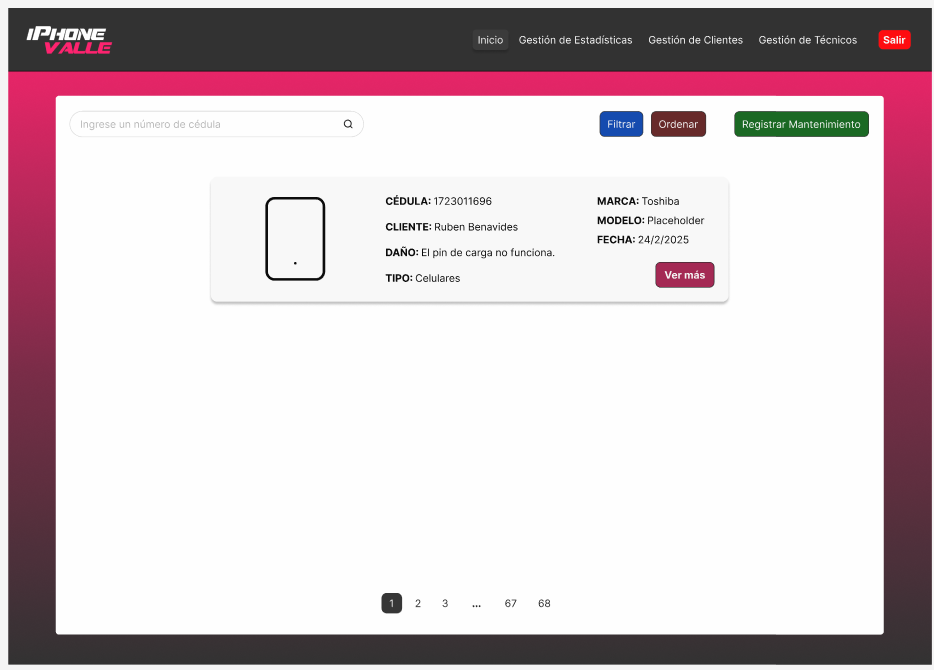 iPHONE
VALLE
Inicio Gestión de Estadísticas Gestión de Clientes Gestión de Técnicos Salir
Ingrese un número de cédula Filtrar Ordenar Registrar Mantenimiento
CÉDULA: 1723011696
CLIENTE: Ruben Benavides
DAÑO: El pin de carga no funciona.
TIPO: Celulares
MARCA: Toshiba
MODELO: Placeholder
FECHA: 24/2/2025
Ver más
1 2 3 ... 67 68